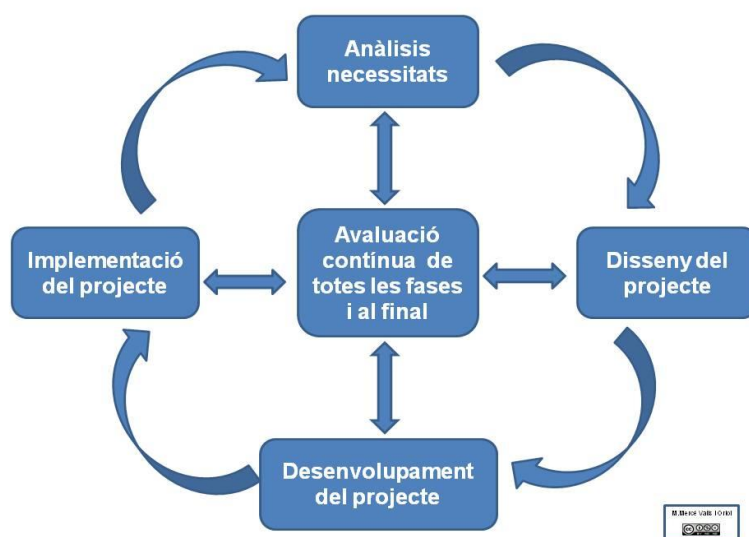 Anàlisis
necessitats
Implementació
del projecte
Avaluació
contínua de
totes les fases
i al final
Disseny del
projecte
Desenvolupament
del projecte